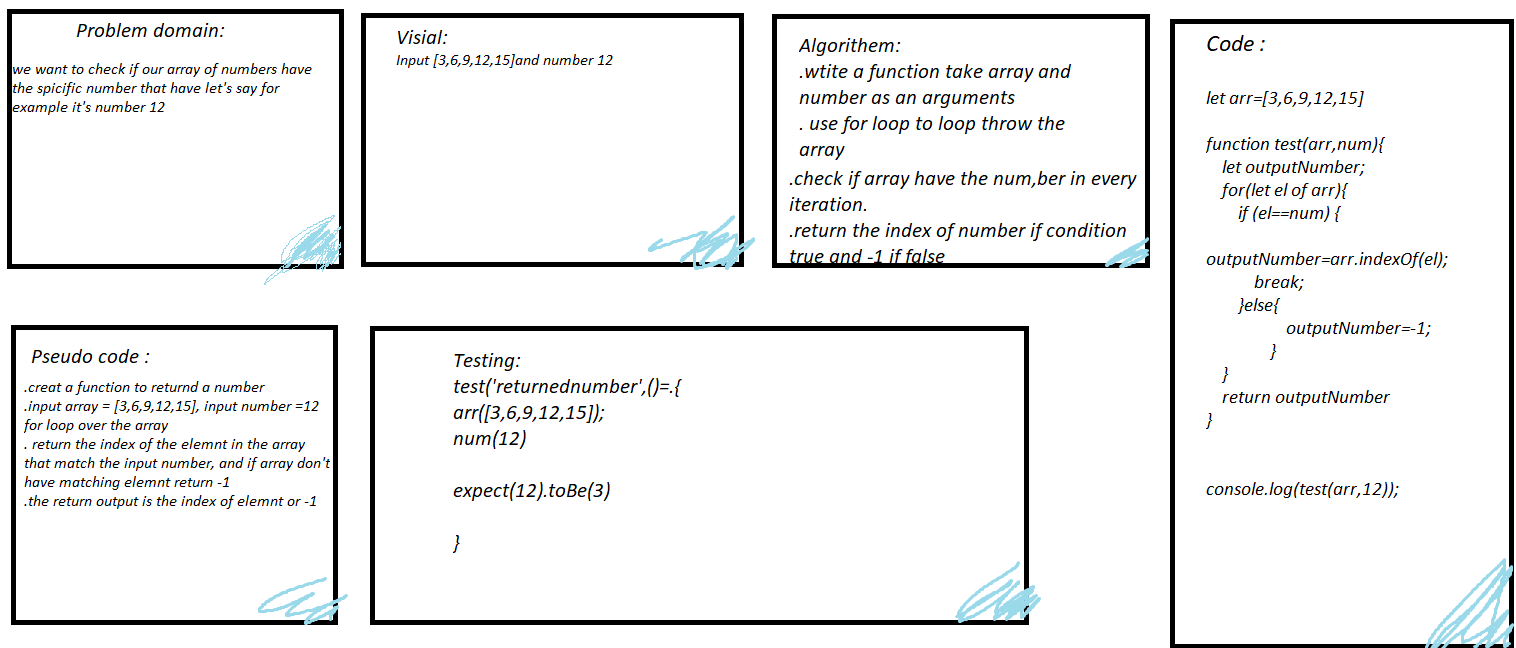 Problem domain:
we want to check if our array of numbers have
the spicific number that have let's say for
example it's number 12
Visial:
Input [3,6,9,12,15]and number 12
Algorithem:
.wtite a function take array and
number as an arguments
. use for loop to loop throw the
array
.check if array have the num,ber in every
iteration.
.return the index of number if condition
true and -1 if false
Code :
let arr=[3,6,9,12,15]
function test(arr,num){
let outputNumber;
for(let el of arr){
if (el==num) {
outputNumber=arr.indexOf(el);
break;
}else{
outputNumber=-1;
}
}
return outputNumber
}
console.log(test(arr,12));
Pseudo code :
.creat a function to returnd a number
.input array = [3,6,9,12,15], input number =12
for loop over the array
. return the index of the elemnt in the array
that match the input number, and if array don't
have matching elemnt return -1
.the return output is the index of elemnt or -1
Testing:
test('returnednumber',()=.{
arr([3,6,9,12,15]);
num(12)
expect(12).toBe(3)
}